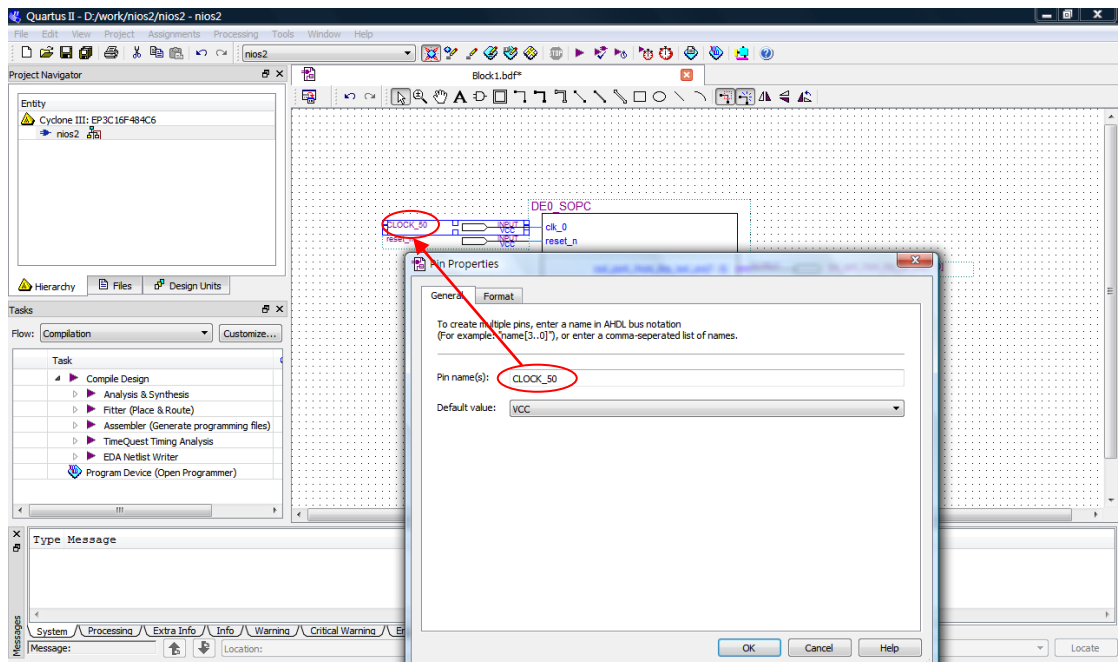 Quartus II - D:/work/nios2/nios2 - nios2
File Edit View Project Assignments Processing Tools Window Help
nios2
Project Navigator
Block1.bdf*
Entity
Cyclone III: EP3C16F484C6
nios2
DE0_SOPC
CLOCK_50 INPUT VCC clk_0
reset_n INPUT VCC reset_n
Hierarchy Files Design Units
Tasks
Flow: Compilation Customize...
Task
Compile Design
Analysis & Synthesis
Fitter (Place & Route)
Assembler (Generate programming files)
TimeQuest Timing Analysis
EDA Netlist Writer
Program Device (Open Programmer)
Pin Properties
General Format
To create multiple pins, enter a name in AHDL bus notation
(For example: "name[3..0]"), or enter a comma-seperated list of names.
Pin name(s): CLOCK_50
Default value: VCC
OK Cancel Help
Type Message
System Processing Extra Info Info Warning Critical Warning
Messages
Message: Location: Locate